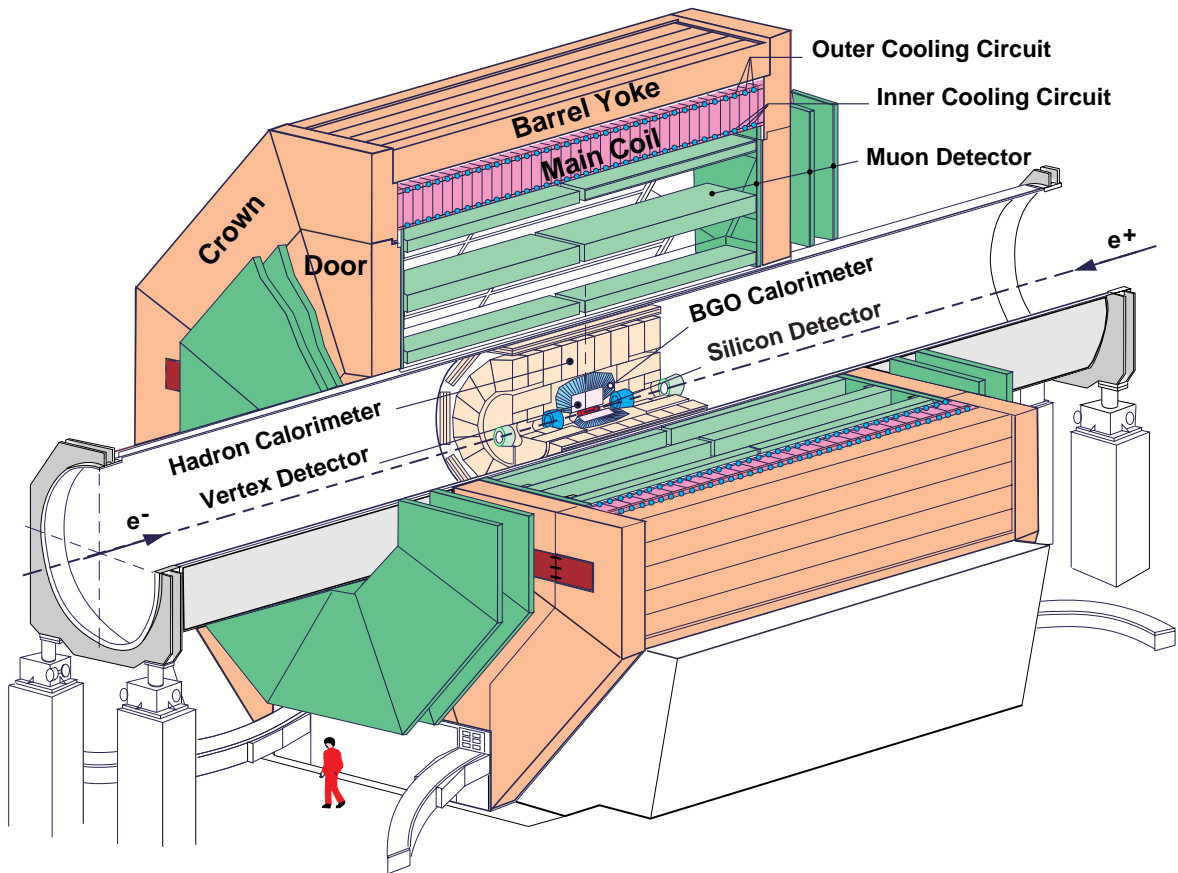 Outer Cooling Circuit
Inner Cooling Circuit
Barrel Yoke
Main Coil
Muon Detector
Crown
Door
e+
BGO Calorimeter
Silicon Detector
Hadron Calorimeter
Vertex Detector
e-